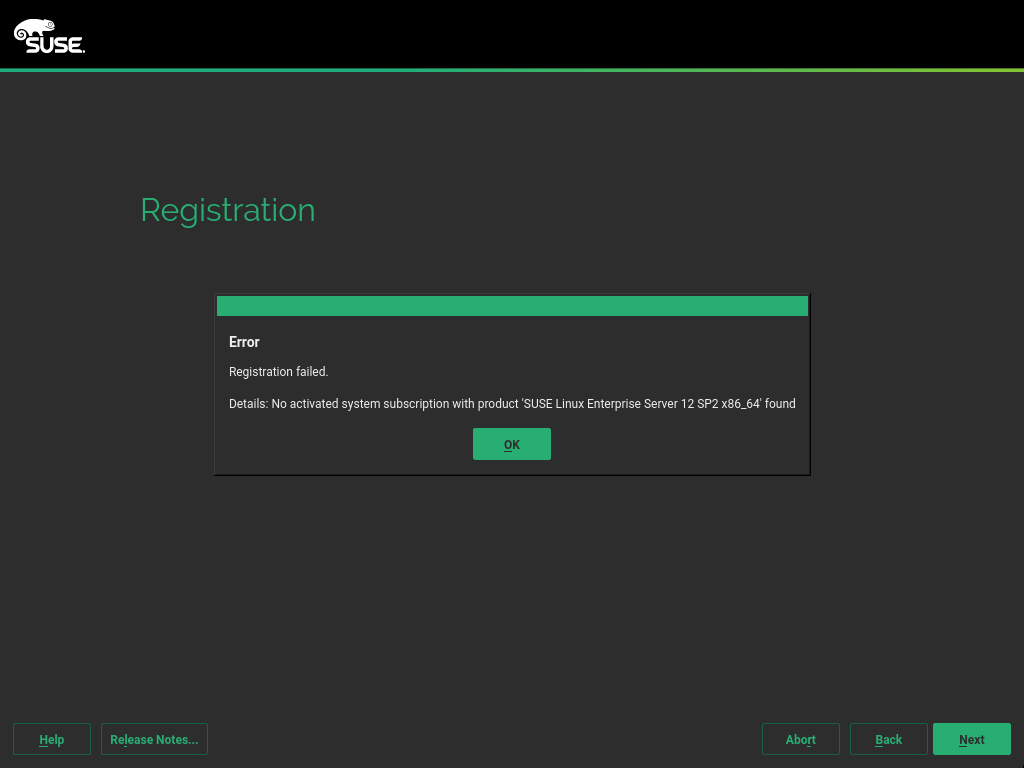 SUSE.
Registration
Error
Registration failed.
Details: No activated system subscription with product 'SUSE Linux Enterprise Server 12 SP2 x86_64' found
OK
Help
Release Notes...
Abort
Back
Next